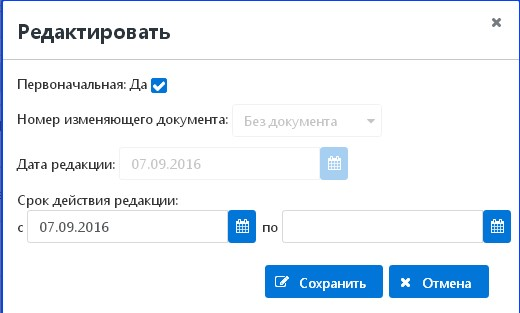 Редактировать
Первоначальная: Да
Номер изменяющего документа: Без документа
Дата редакции: 07.09.2016
Срок действия редакции:
с 07.09.2016 по
Сохранить Отмена